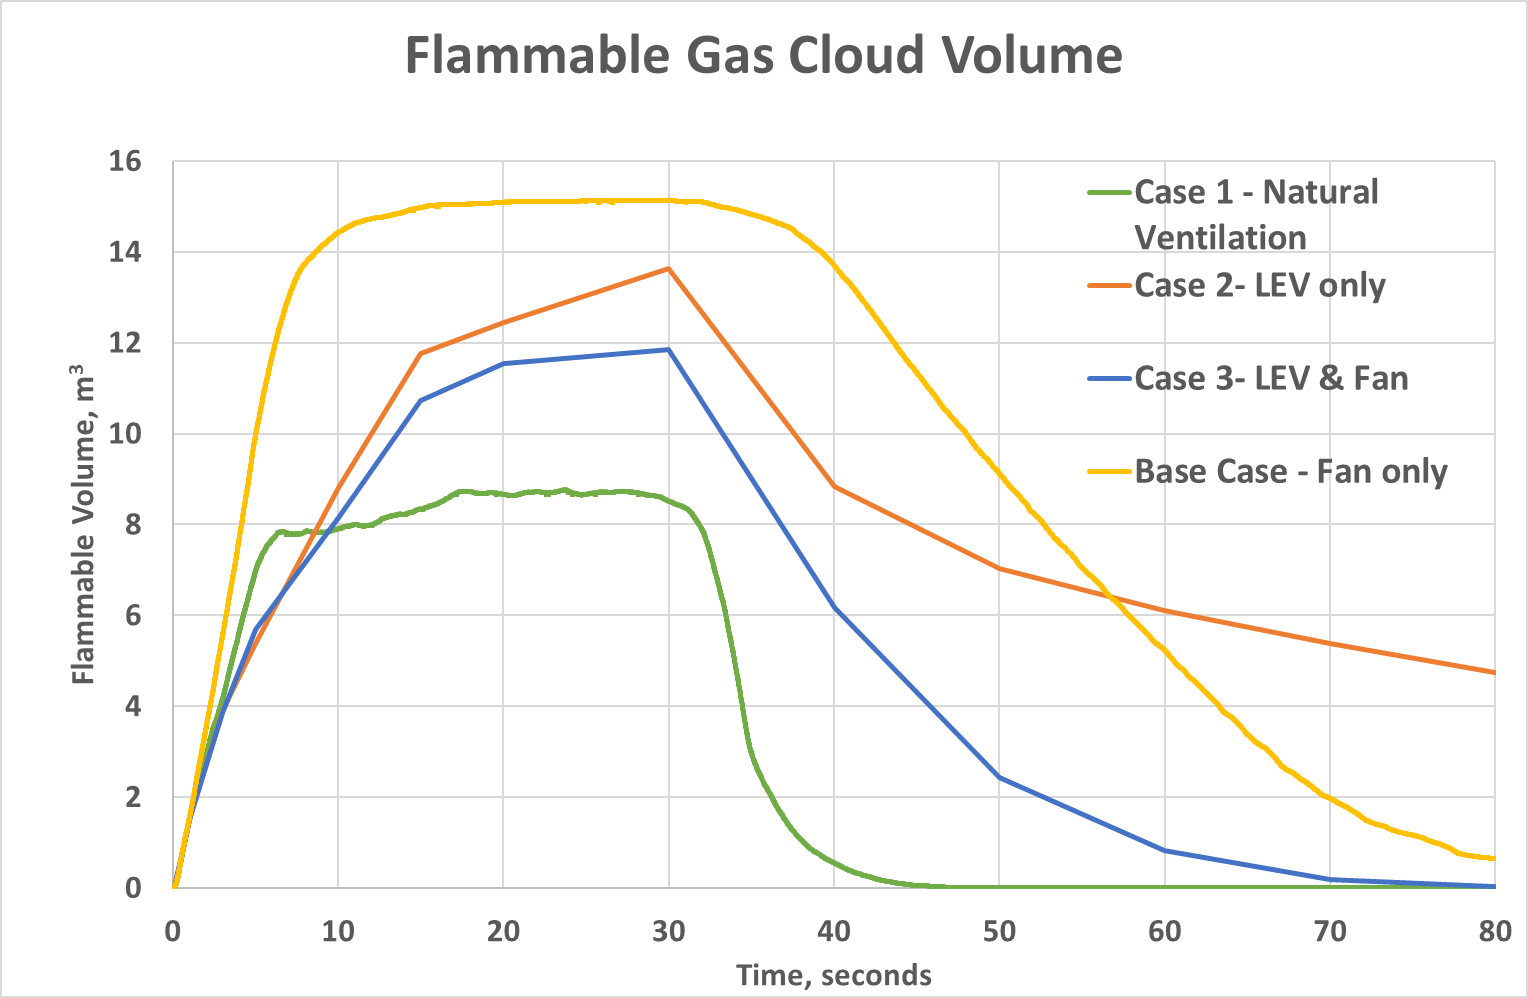 Flammable Gas Cloud Volume
16
14
12
10
8
6
4
2
0
Flammable Volume, m³
Case 1 - Natural
Ventilation
Case 2- LEV only
Case 3- LEV & Fan
Base Case - Fan only
0 10 20 30 40 50 60 70 80
Time, seconds